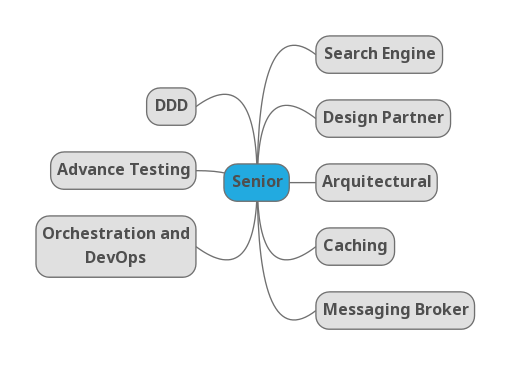 Search Engine
DDD
Design Partner
Advance Testing
Senior
Arquitectural
Orchestration and
DevOps
Caching
Messaging Broker